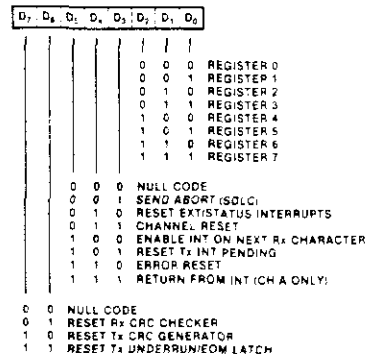 D7 D6 D5 D4 D3 D2 D1 D0
0 0 0 REGISTER 0
0 0 1 REGISTER 1
0 1 0 REGISTER 2
0 1 1 REGISTER 3
1 0 0 REGISTER 4
1 0 1 REGISTER 5
1 1 0 REGISTER 6
1 1 1 REGISTER 7
0 0 0 NULL CODE
0 0 1 SEND ABORT (SDLC)
0 1 0 RESET EXT/STATUS INTERRUPTS
0 1 1 CHANNEL RESET
1 0 0 ENABLE INT ON NEXT Rx CHARACTER
1 0 1 RESET Tx INT PENDING
1 1 0 ERROR RESET
1 1 1 RETURN FROM INT (CH A ONLY)
0 0 NULL CODE
0 1 RESET Rx CRC CHECKER
1 0 RESET Tx CRC GENERATOR
1 1 RESET Tx UNDERRUN/EOM LATCH